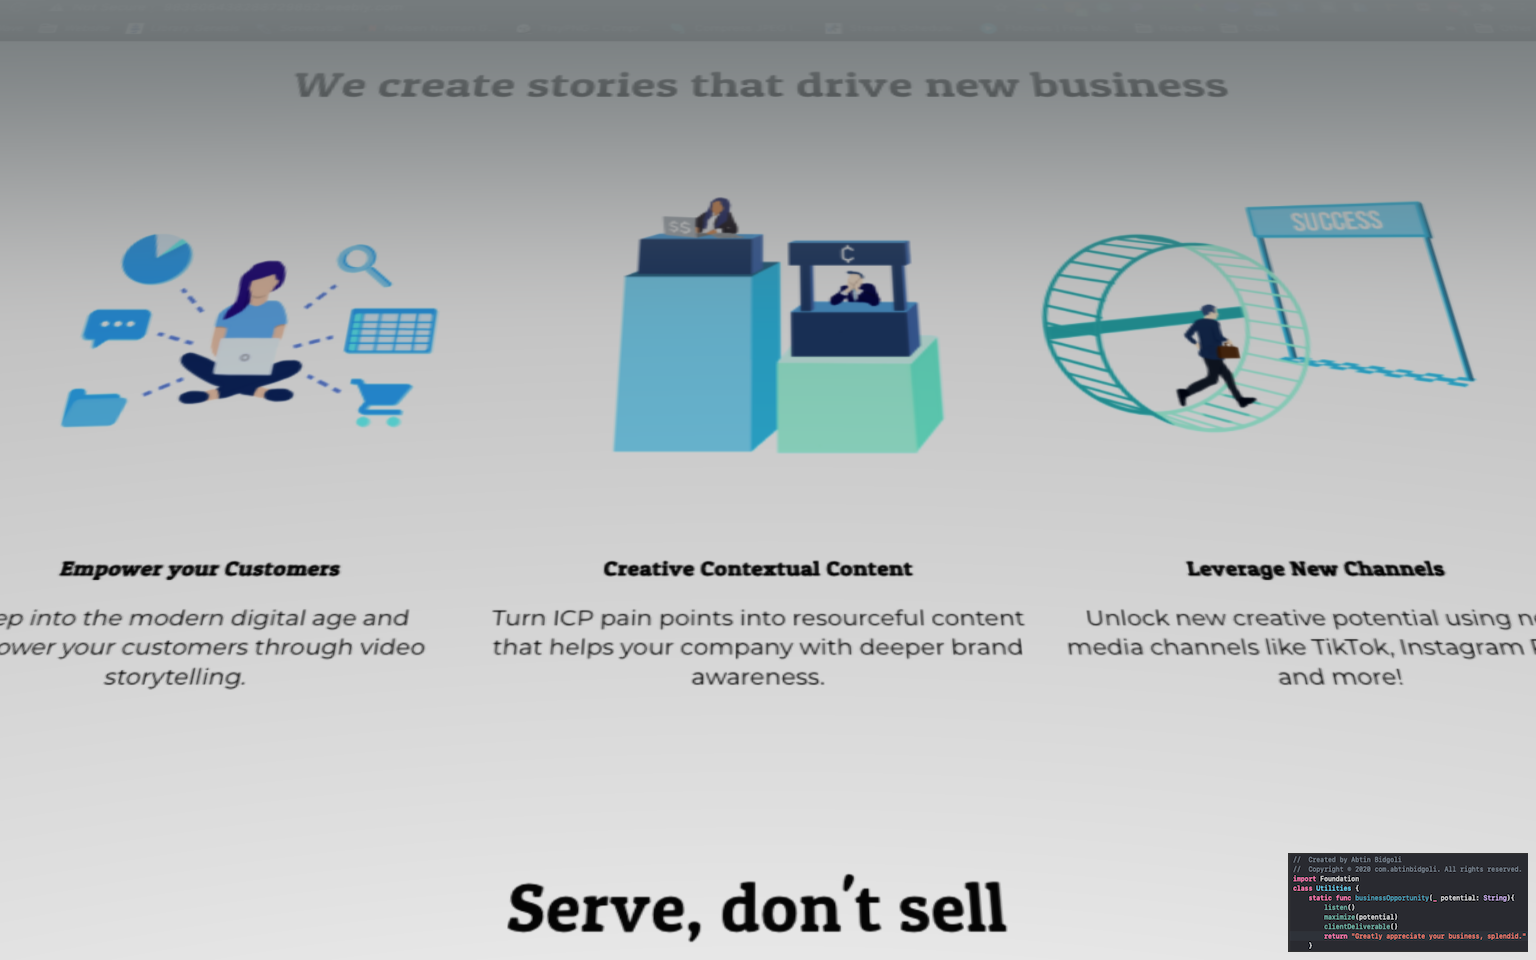 We create stories that drive new business
$$
¢
SUCCESS
Empower your Customers
Creative Contextual Content
Leverage New Channels
into the modern digital age and
your customers through video
storytelling.
Turn ICP pain points into resourceful content
that helps your company with deeper brand
awareness.
Unlock new creative potential using
media channels like TikTok, Instagram
and more!
Serve, don't sell
//  Created by Abtin Bidgoli
//  Copyright © 2020 com.abtinbidgoli. All rights reserved.
import Foundation
class Utilities {
static func businessOpportunity(_ potential: String){
listen()
maximize(potential)
clientDeliverable()
return "Greatly appreciate your business, splendid."
}